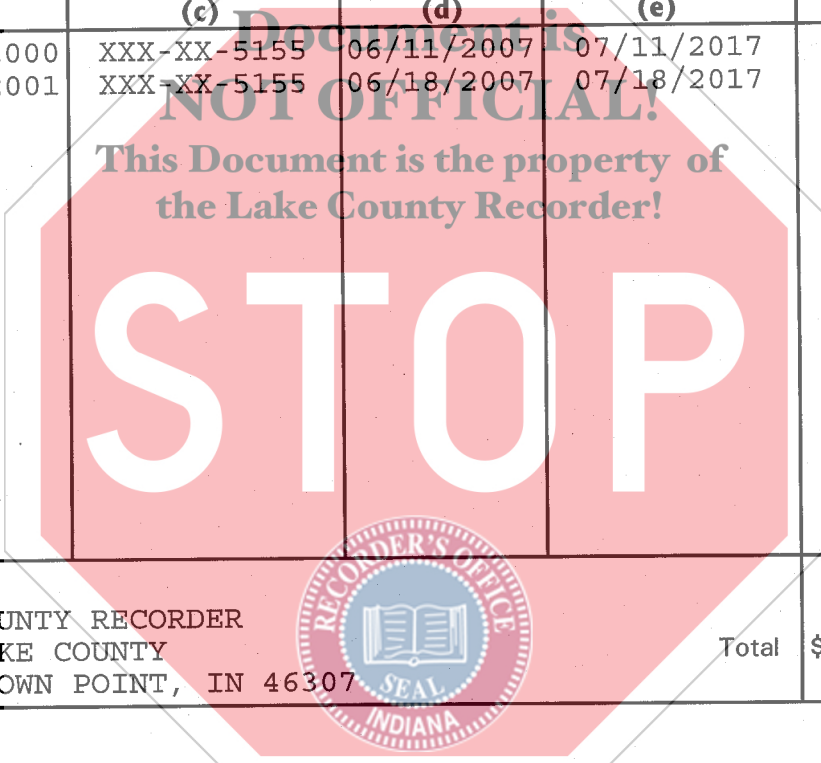 (c) (d) (e)
Document is
000 XXX-XX-5155 06/11/2007 07/11/2017
001 XXX-XX-5155 06/18/2007 07/18/2017
NOT OFFICIAL!
This Document is the property of
the Lake County Recorder!
STOP
UNTY RECORDER
KE COUNTY
OWN POINT, IN 46307
Total $
RECORDER'S OFFICE
SEAL
INDIANA